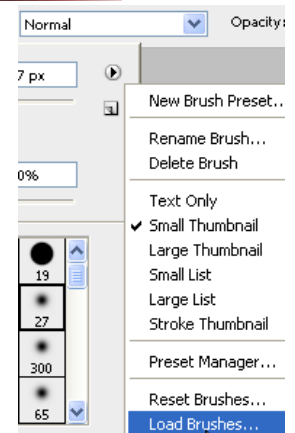 Normal
Opacity:
7 px
New Brush Preset..
Rename Brush...
Delete Brush
0%
Text Only
Small Thumbnail
Large Thumbnail
Small List
Large List
Stroke Thumbnail
19
27
300
65
Preset Manager...
Reset Brushes...
Load Brushes...